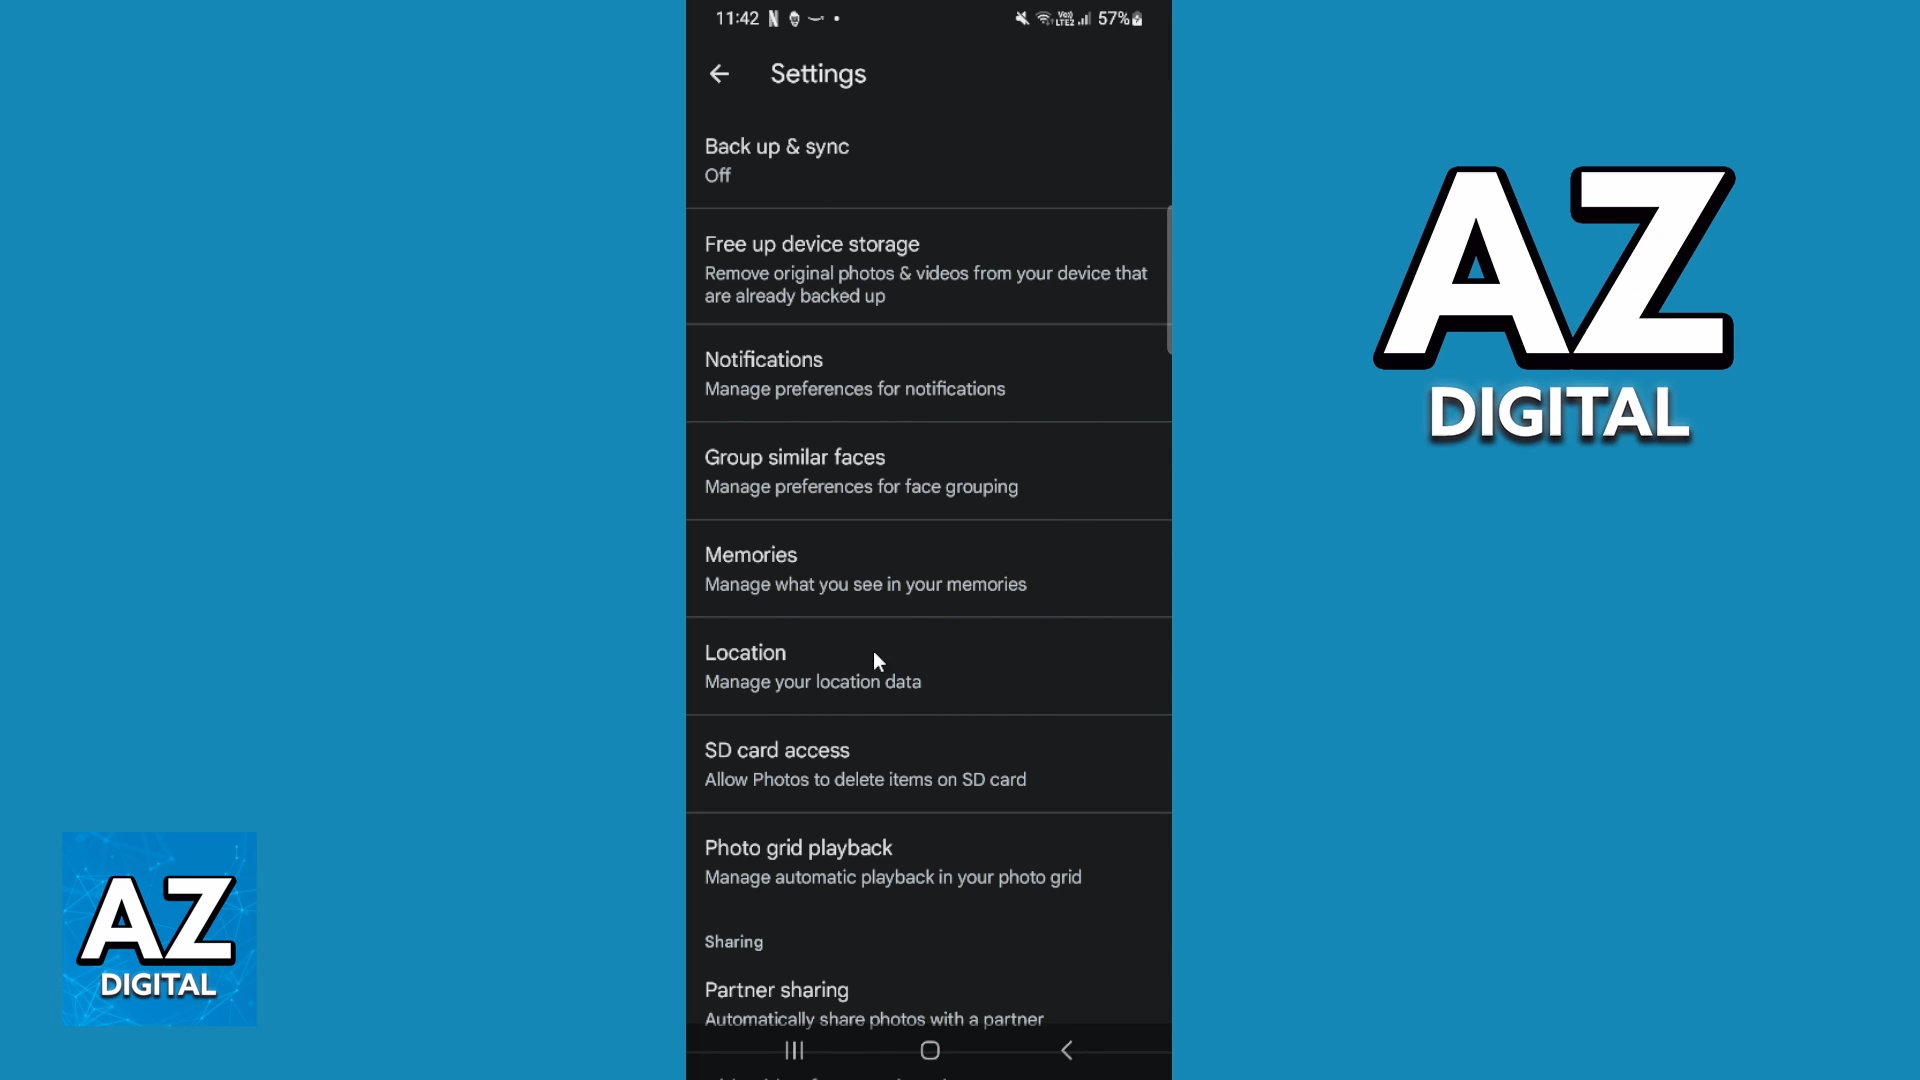 11:42
Vo)) LTE2 57%
Settings
Back up & sync
Off
Free up device storage
Remove original photos & videos from your device that
are already backed up
Notifications
Manage preferences for notifications
Group similar faces
Manage preferences for face grouping
Memories
Manage what you see in your memories
Location
Manage your location data
SD card access
Allow Photos to delete items on SD card
Photo grid playback
Manage automatic playback in your photo grid
Sharing
Partner sharing
Automatically share photos with a partner
AZ
DIGITAL
AZ
DIGITAL